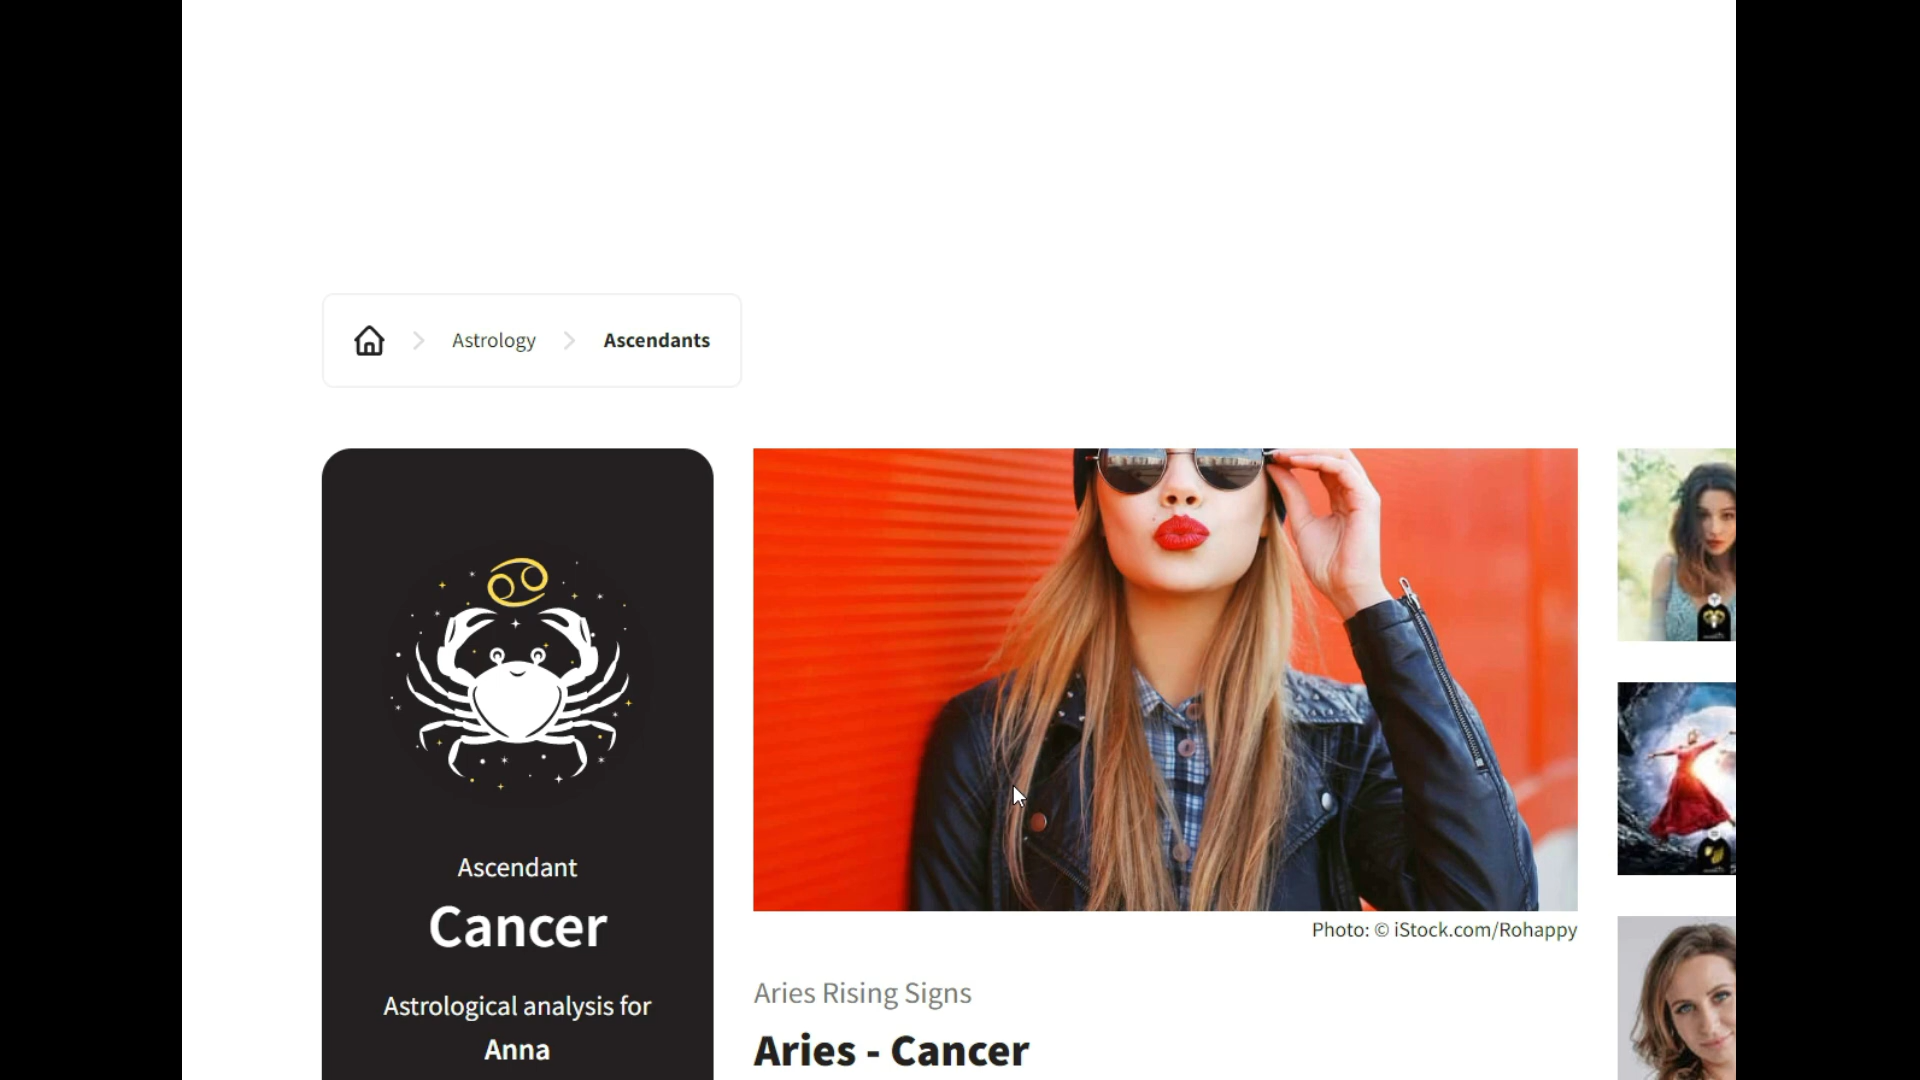 Astrology
Ascendants
Ascendant
Cancer
Astrological analysis for
Anna
Photo: © iStock.com/Rohappy
Aries Rising Signs
Aries - Cancer